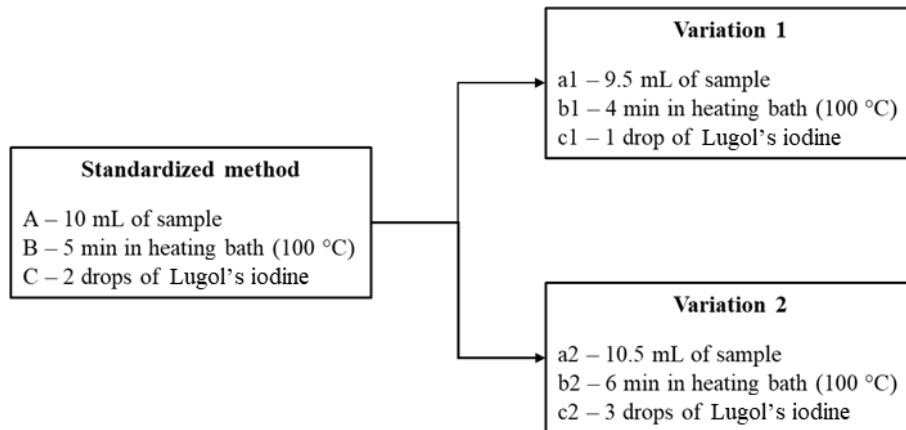 Standardized method
A – 10 mL of sample
B – 5 min in heating bath (100 °C)
C – 2 drops of Lugol’s iodine
Variation 1
a1 – 9.5 mL of sample
b1 – 4 min in heating bath (100 °C)
c1 – 1 drop of Lugol’s iodine
Variation 2
a2 – 10.5 mL of sample
b2 – 6 min in heating bath (100 °C)
c2 – 3 drops of Lugol’s iodine